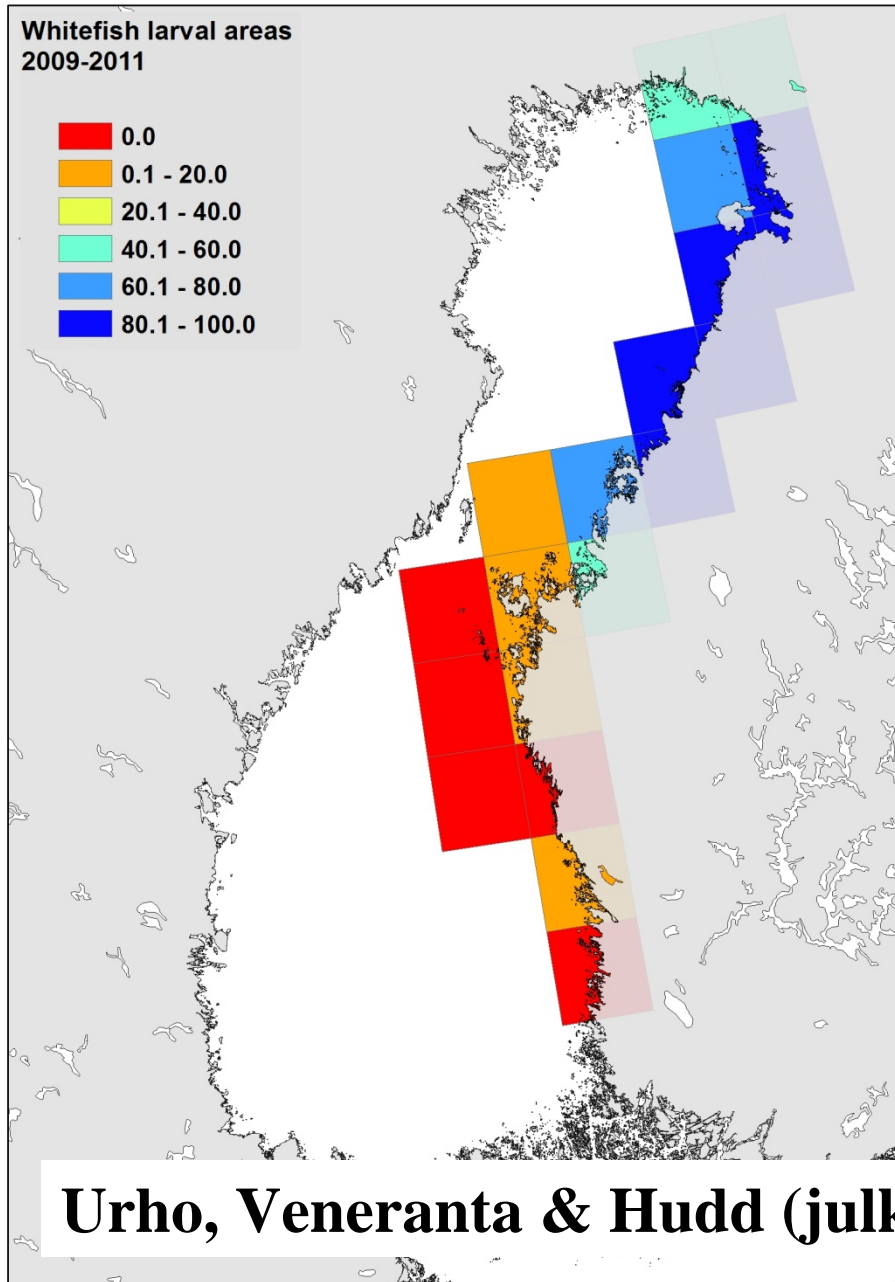 Whitefish larval areas
2009-2011
0.0
0.1 - 20.0
20.1 - 40.0
40.1 - 60.0
60.1 - 80.0
80.1 - 100.0
Urho, Veneranta & Hudd (julk